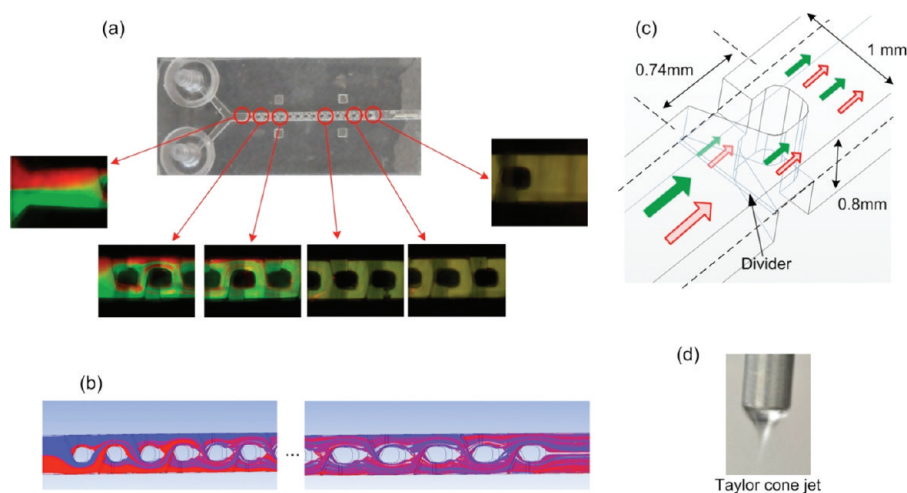 (a)
(c)
1 mm
0.74mm
0.8mm
Divider
(b)
...
(d)
Taylor cone jet